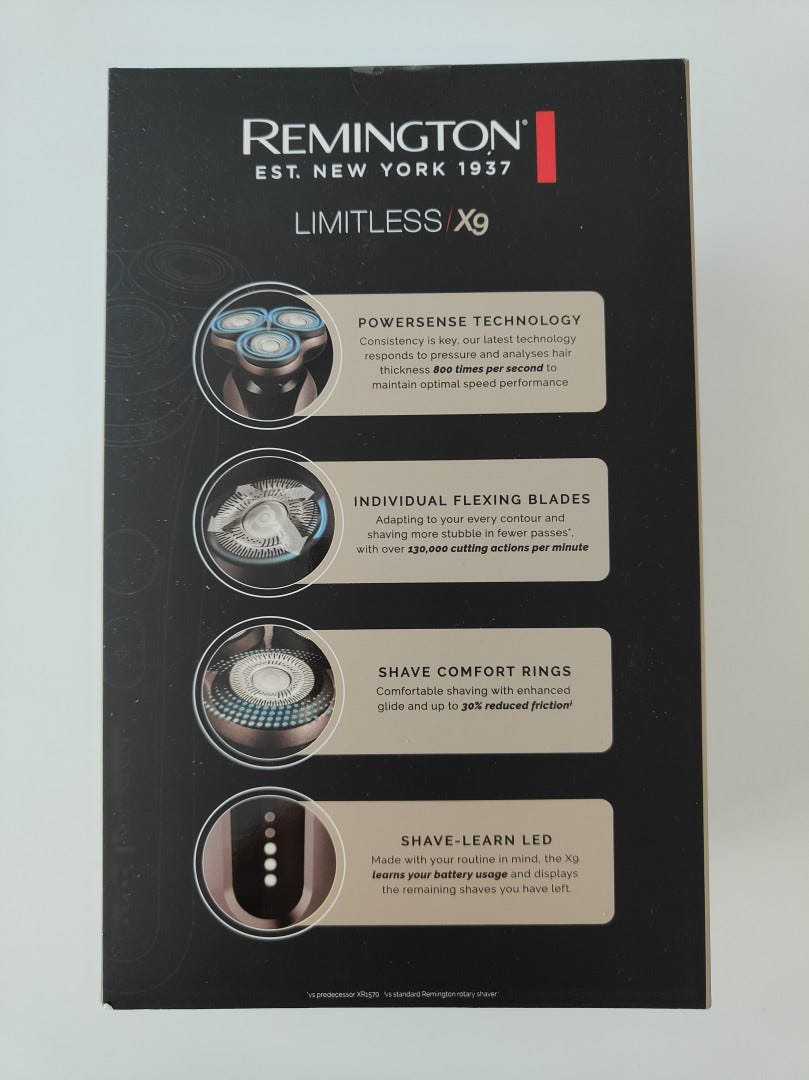 REMINGTON®
EST. NEW YORK 1937
LIMITLESS/X9
POWERSENSE TECHNOLOGY
Consistency is key, our latest technology
responds to pressure and analyses hair
thickness 800 times per second to
maintain optimal speed performance
INDIVIDUAL FLEXING BLADES
Adapting to your every contour and
shaving more stubble in fewer passes*,
with over 130,000 cutting actions per minute
SHAVE COMFORT RINGS
Comfortable shaving with enhanced
glide and up to 30% reduced friction‡
SHAVE-LEARN LED
Made with your routine in mind, the X9
learns your battery usage and displays
the remaining shaves you have left.
*vs predecessor XR1570 ‡vs standard Remington rotary shaver